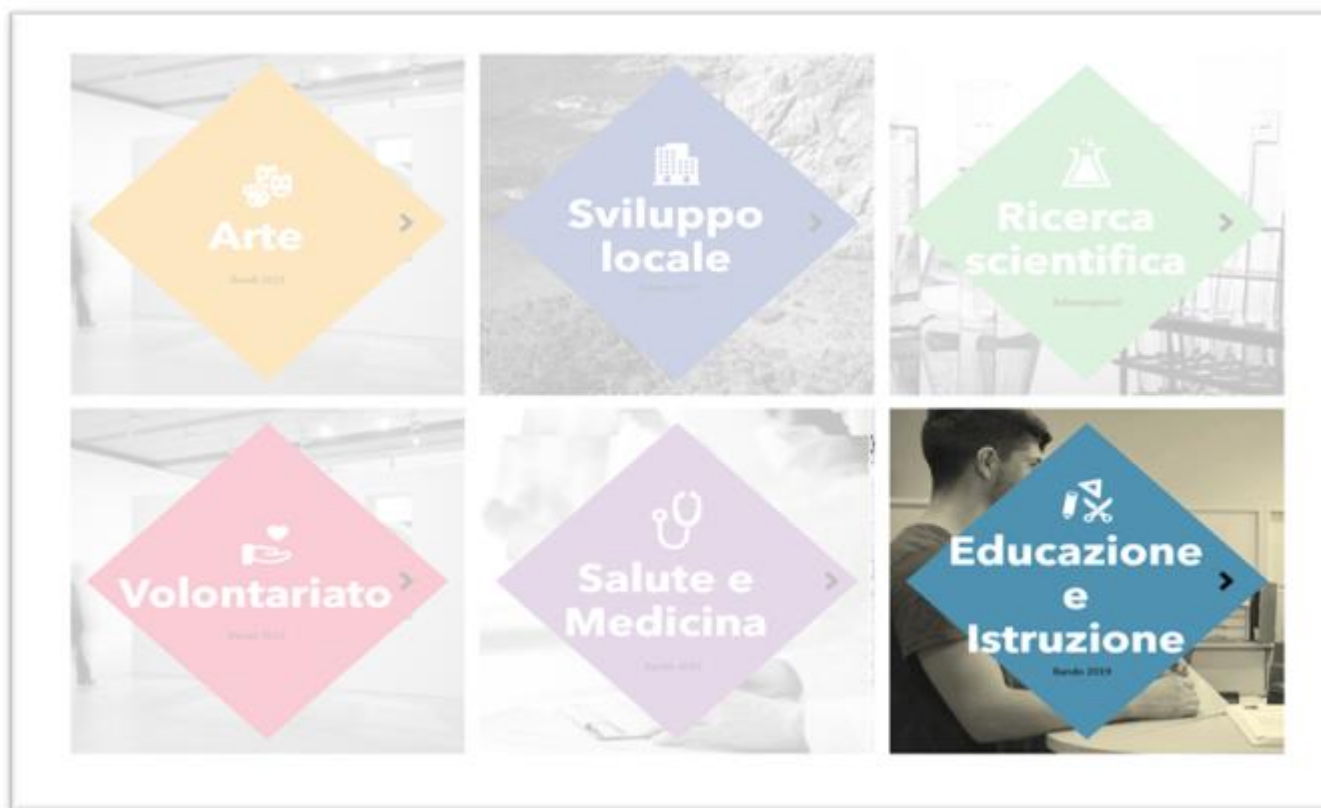 Arte
Sviluppo
locale
Ricerca
scientifica
Volontariato
Salute e
Medicina
Educazione
e
Istruzione
Bando 2019